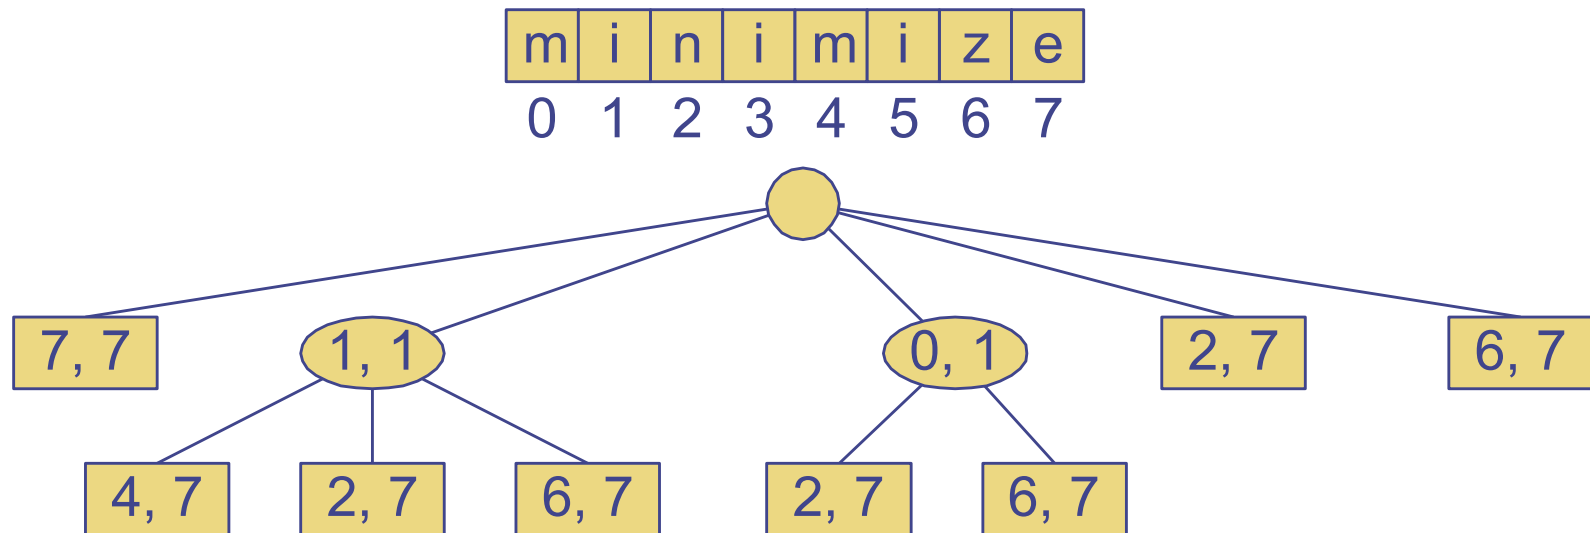 m i n i m i z e
0 1 2 3 4 5 6 7
7, 7 1, 1 0, 1 2, 7 6, 7
4, 7 2, 7 6, 7 2, 7 6, 7